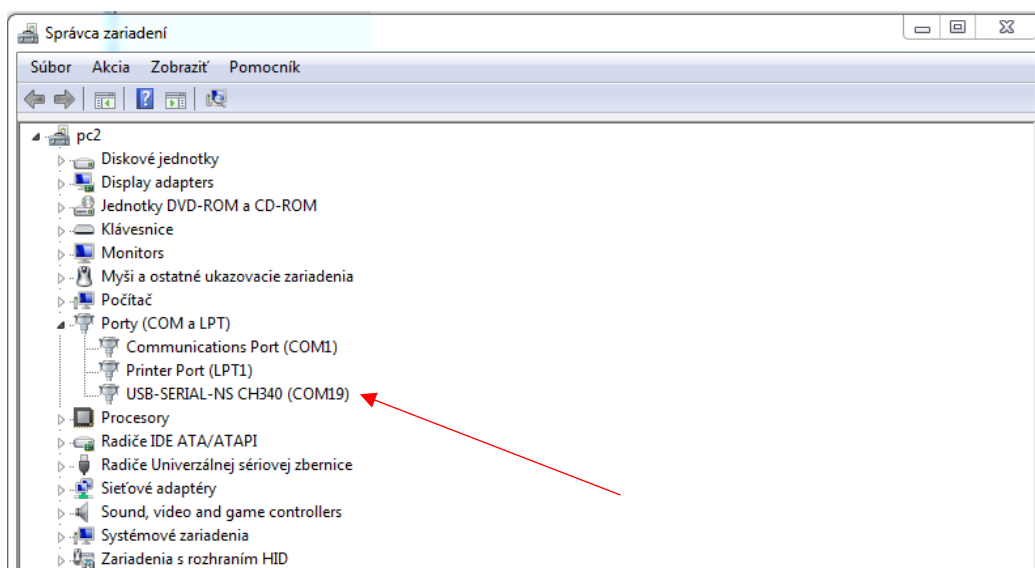 Správca zariadení
Súbor Akcia Zobraziť Pomocník
pc2
Diskové jednotky
Display adapters
Jednotky DVD-ROM a CD-ROM
Klávesnice
Monitors
Myši a ostatné ukazovacie zariadenia
Počítač
Porty (COM a LPT)
Communications Port (COM1)
Printer Port (LPT1)
USB-SERIAL-NS CH340 (COM19)
Procesory
Radiče IDE ATA/ATAPI
Radiče Univerzálnej sériovej zbernice
Sieťové adaptéry
Sound, video and game controllers
Systémové zariadenia
Zariadenia s rozhraním HID